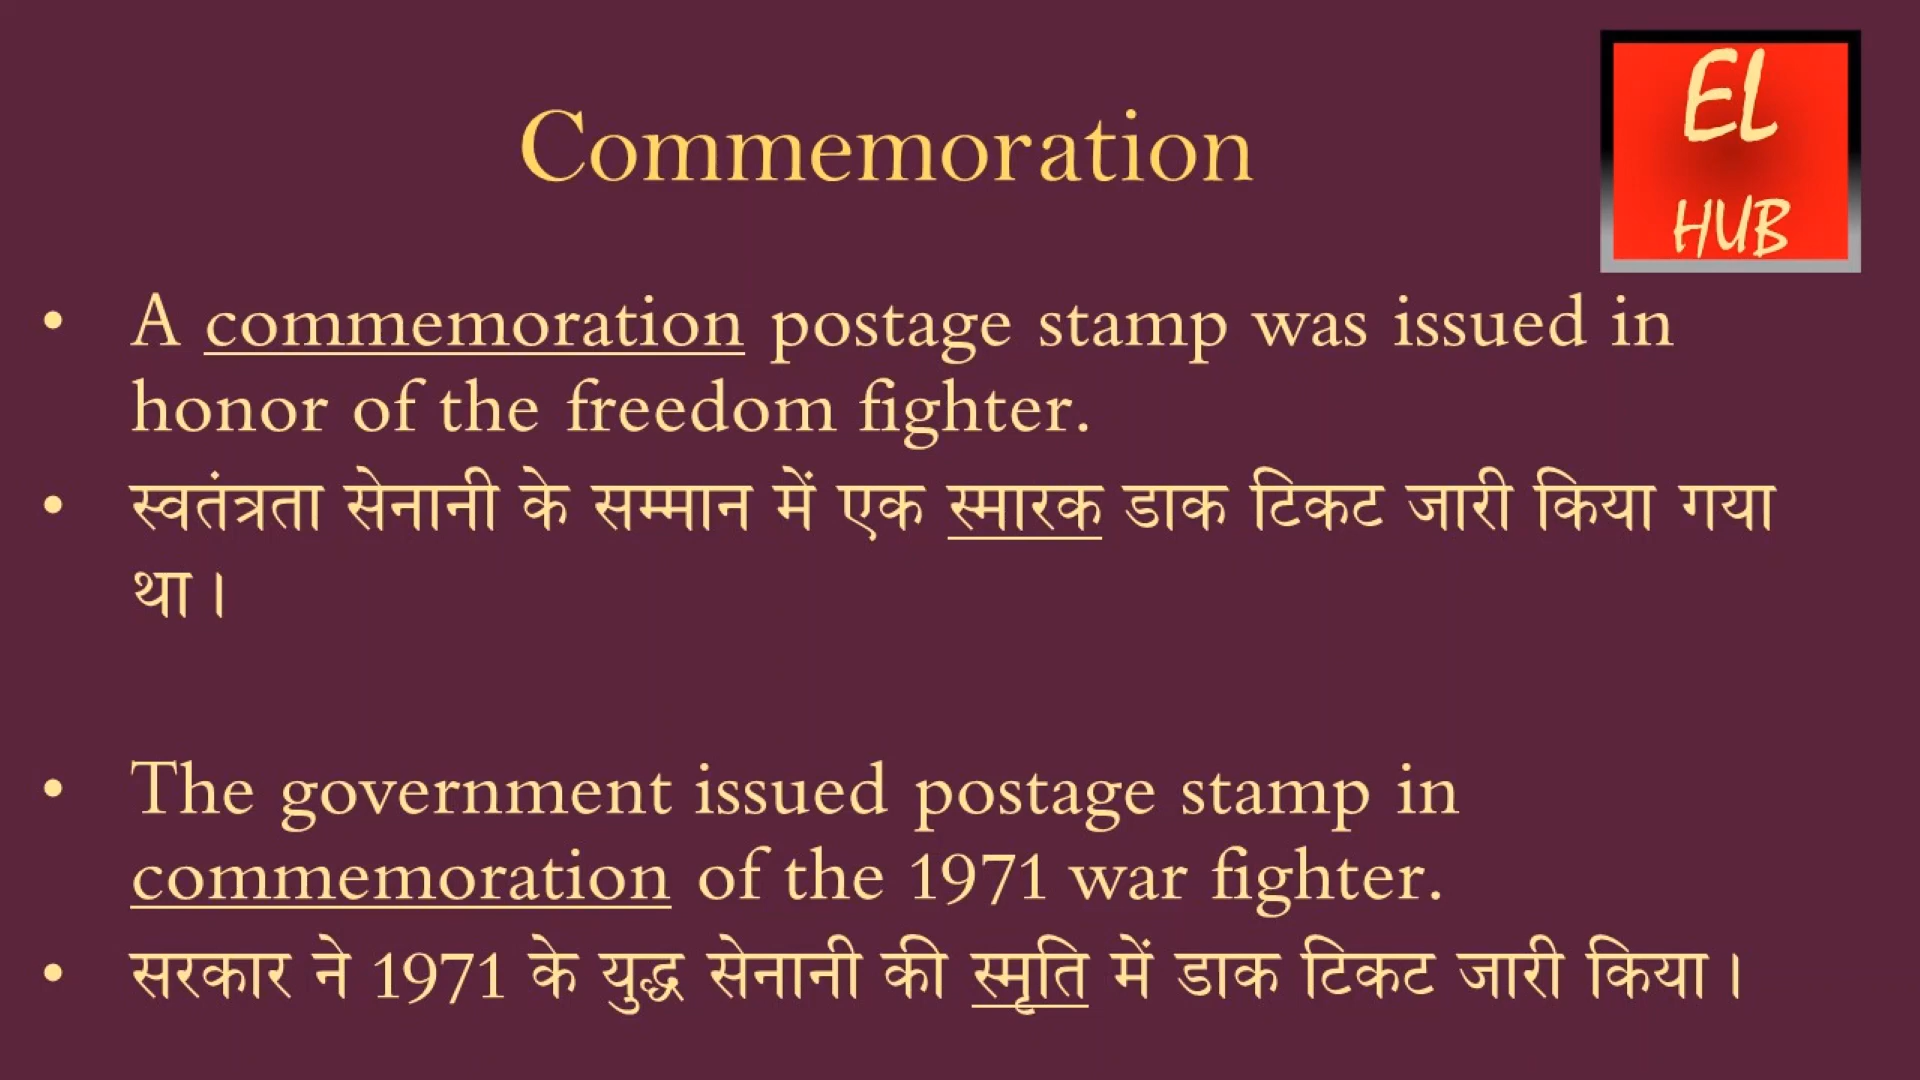 Commemoration
EL
HUB
• A commemoration postage stamp was issued in
honor of the freedom fighter.
• स्वतंत्रता सेनानी के सम्मान में एक स्मारक डाक टिकट जारी किया गया
था।
• The government issued postage stamp in
commemoration of the 1971 war fighter.
• सरकार ने 1971 के युद्ध सेनानी की स्मृति में डाक टिकट जारी किया।